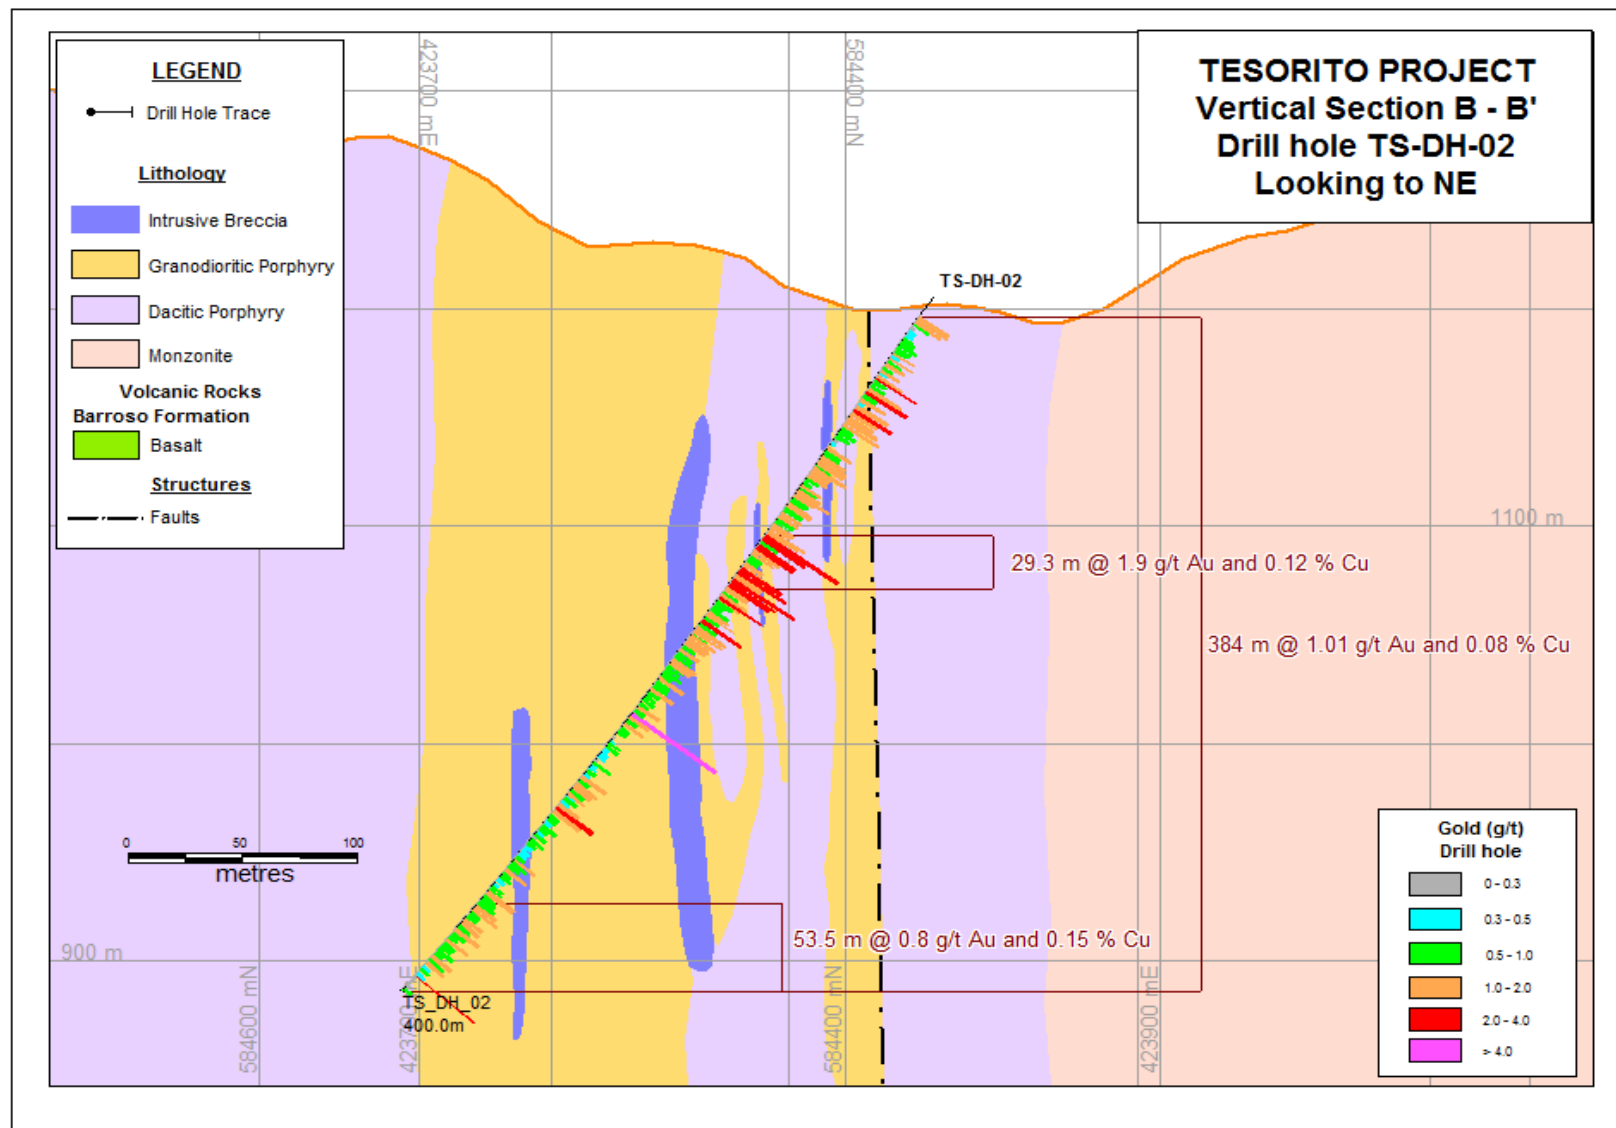 LEGEND
Drill Hole Trace
Lithology
Intrusive Breccia
Granodioritic Porphyry
Dacitic Porphyry
Monzonite
Volcanic Rocks
Barroso Formation
Basalt
Structures
Faults
423700 mE
584400 mN
TESORITO PROJECT
Vertical Section B - B'
Drill hole TS-DH-02
Looking to NE
TS-DH-02
1100 m
29.3 m @ 1.9 g/t Au and 0.12 % Cu
384 m @ 1.01 g/t Au and 0.08 % Cu
0 50 100
metres
53.5 m @ 0.8 g/t Au and 0.15 % Cu
900 m
584600 mN
423700 mE
TS_DH_02
400.0m
584400 mN
423900 mE
Gold (g/t)
Drill hole
0 - 0.3
0.3 - 0.5
0.5 - 1.0
1.0 - 2.0
2.0 - 4.0
> 4.0